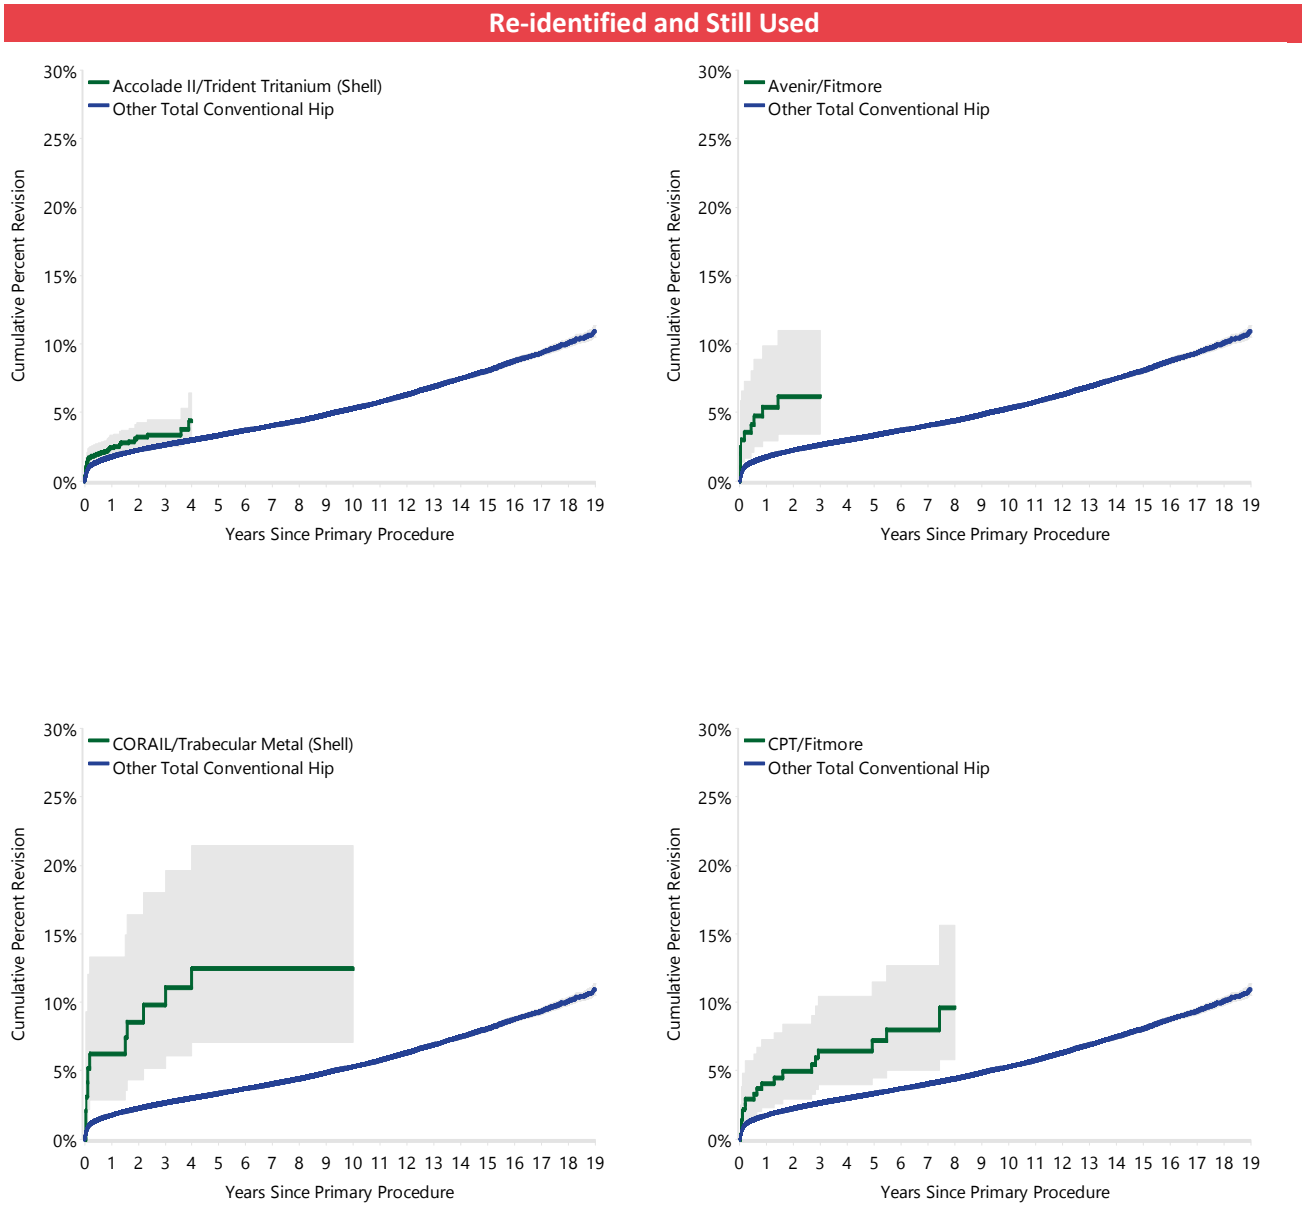 Re-identified and Still Used
30%
25%
20%
15%
10%
5%
0%
Cumulative Percent Revision
Accolade II/Trident Tritanium (Shell)
Other Total Conventional Hip
0 1 2 3 4 5 6 7 8 9 10 11 12 13 14 15 16 17 18 19
Years Since Primary Procedure
30%
25%
20%
15%
10%
5%
0%
Cumulative Percent Revision
Avenir/Fitmore
Other Total Conventional Hip
0 1 2 3 4 5 6 7 8 9 10 11 12 13 14 15 16 17 18 19
Years Since Primary Procedure
30%
25%
20%
15%
10%
5%
0%
Cumulative Percent Revision
CORAIL/Trabecular Metal (Shell)
Other Total Conventional Hip
0 1 2 3 4 5 6 7 8 9 10 11 12 13 14 15 16 17 18 19
Years Since Primary Procedure
30%
25%
20%
15%
10%
5%
0%
Cumulative Percent Revision
CPT/Fitmore
Other Total Conventional Hip
0 1 2 3 4 5 6 7 8 9 10 11 12 13 14 15 16 17 18 19
Years Since Primary Procedure